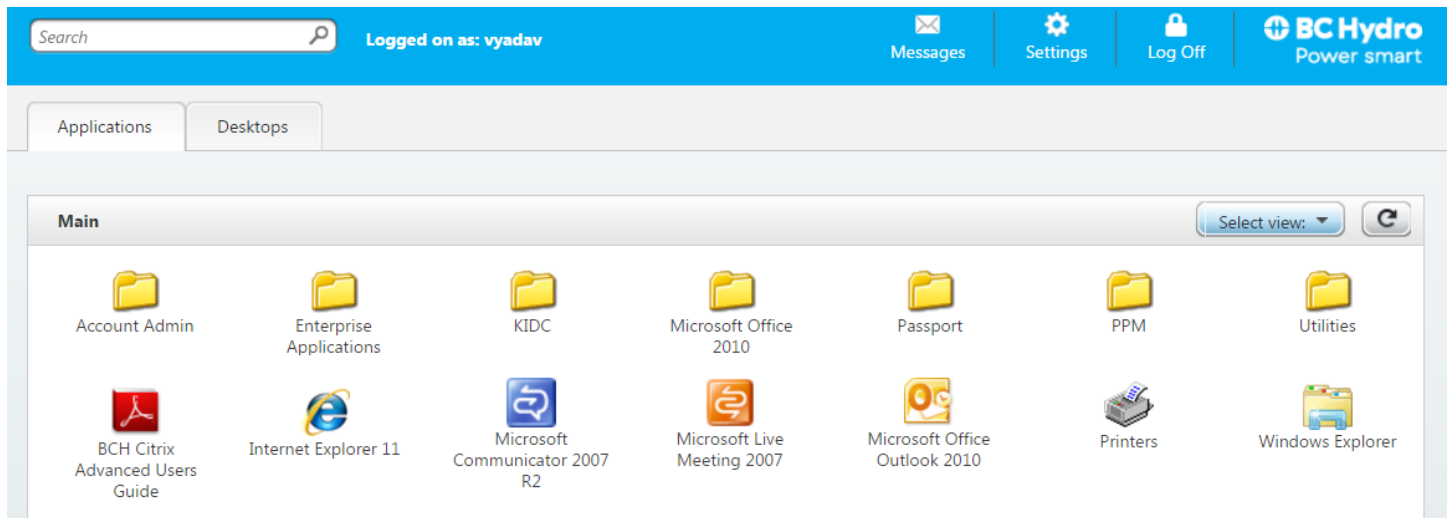 Search
Logged on as: vyadav
Messages
Settings
Log Off
BC Hydro
Power smart
Applications
Desktops
Main
Select view:
Account Admin
Enterprise
Applications
KIDC
Microsoft Office
2010
Passport
PPM
Utilities
BCH Citrix
Advanced Users
Guide
Internet Explorer 11
Microsoft
Communicator 2007
R2
Microsoft Live
Meeting 2007
Microsoft Office
Outlook 2010
Printers
Windows Explorer